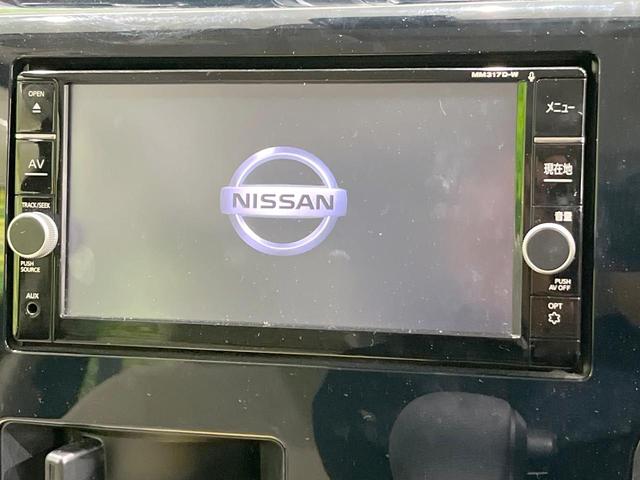 MM317D-W
OPEN
AV
TRACK/SEEK
PUSH
SOURCE
AUX
NISSAN
メニュー
現在地
音量
PUSH
AV OFF
OPT